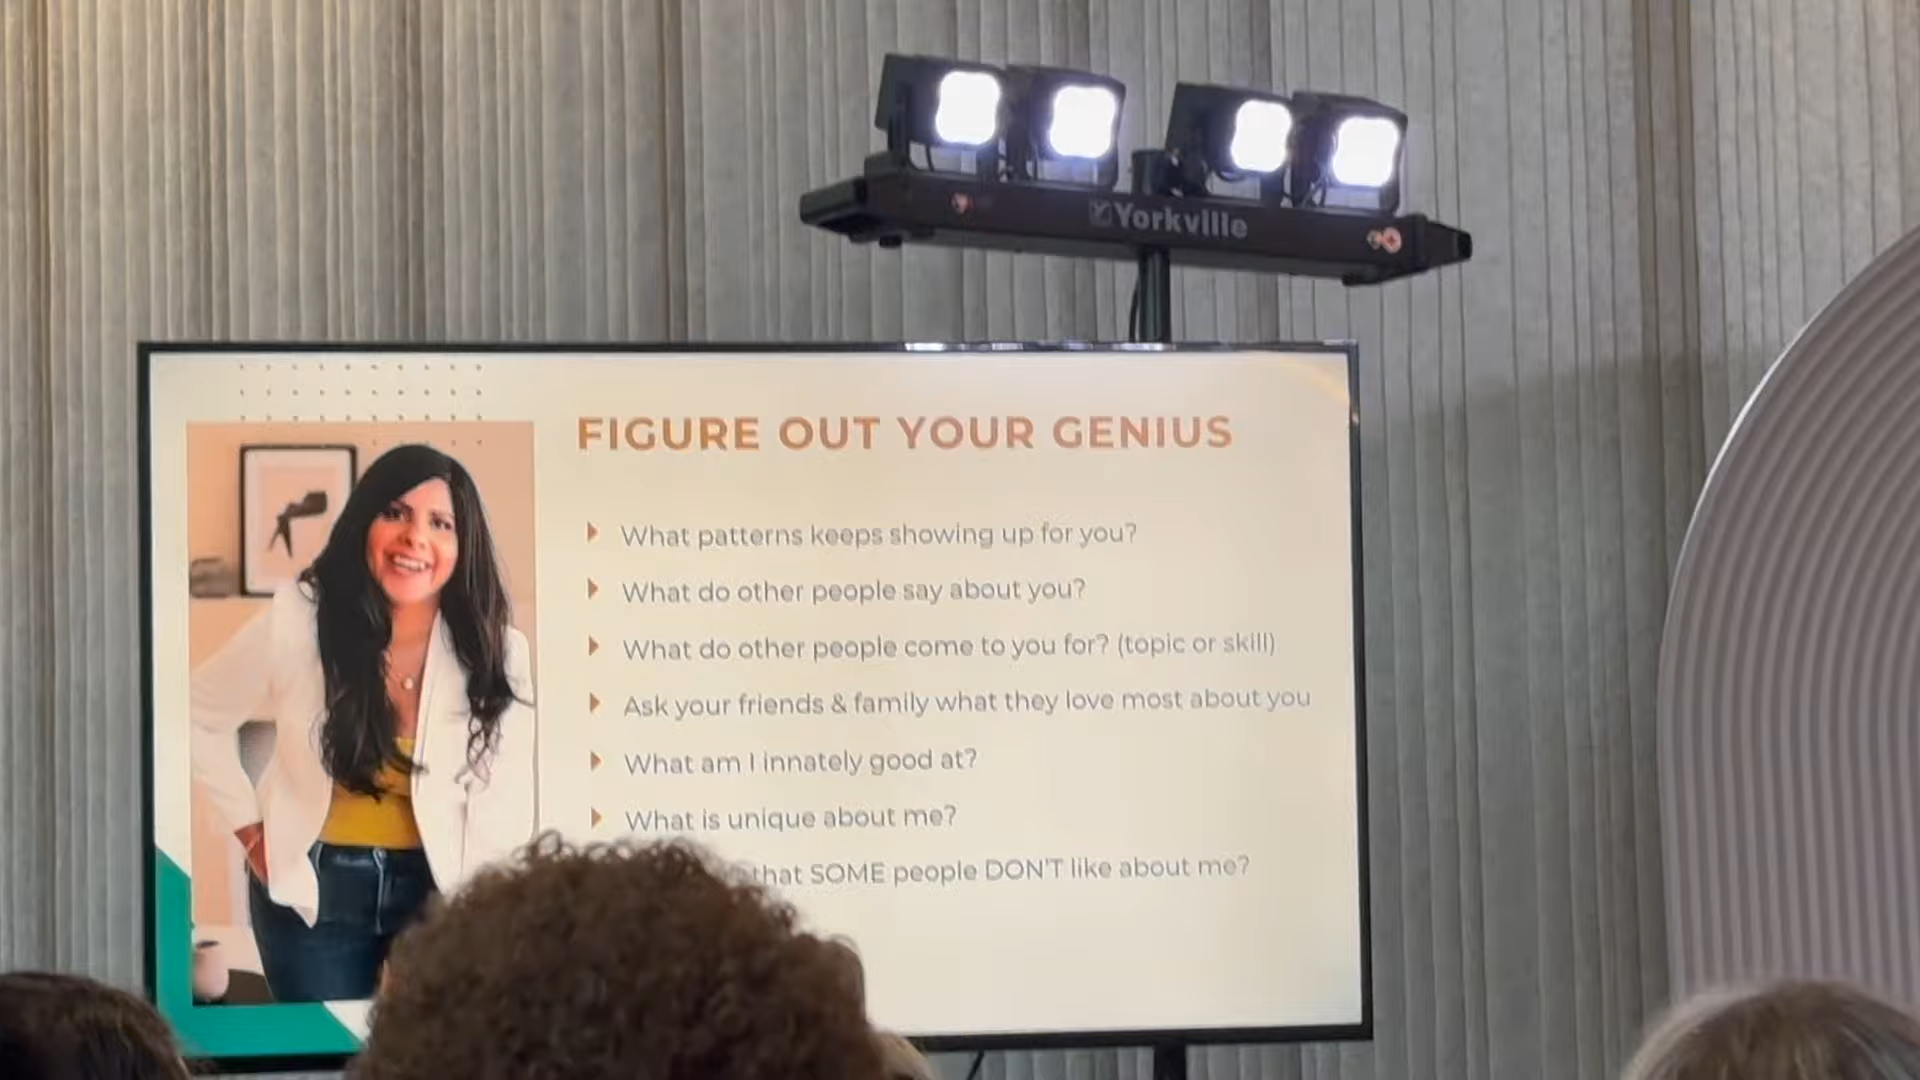 Yorkville
FIGURE OUT YOUR GENIUS
What patterns keeps showing up for you?
What do other people say about you?
What do other people come to you for? (topic or skill)
Ask your friends & family what they love most about you
What am I innately good at?
What is unique about me?
that SOME people DON'T like about me?